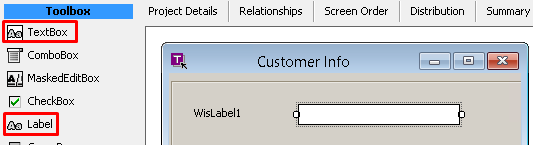 Toolbox
Project Details Relationships Screen Order Distribution Summary
TextBox
ComboBox
MaskedEditBox
CheckBox
Label
Customer Info
WisLabel1